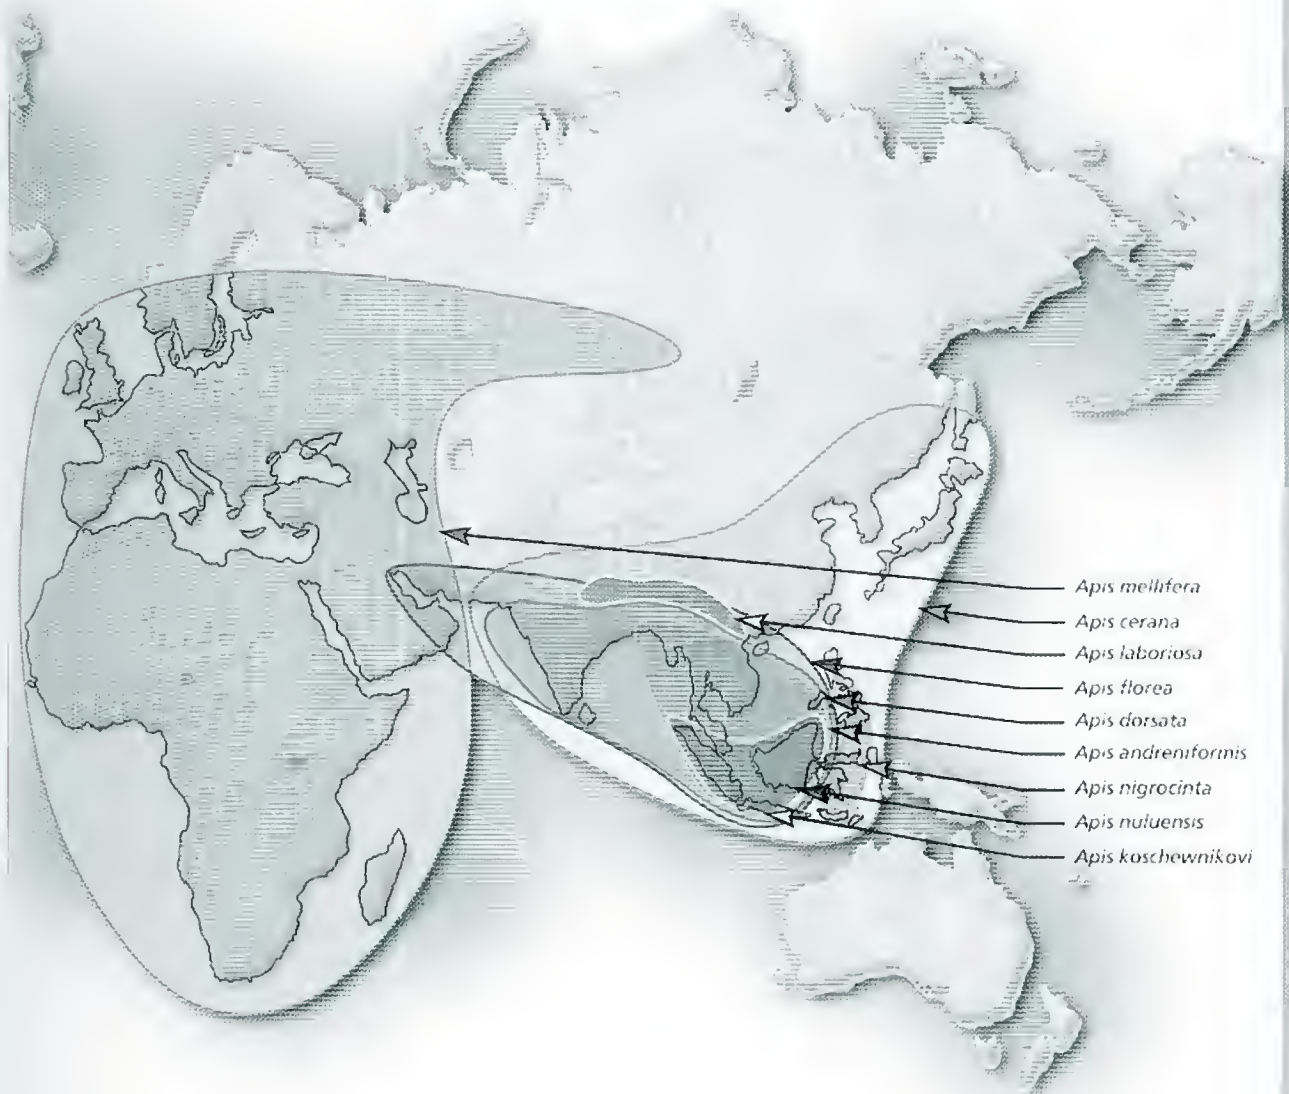 Apis mellifera
Apis cerana
Apis laboriosa
Apis florea
Apis dorsata
Apis andreniformis
Apis nigrocinta
Apis nuluensis
Apis koschewnikovi